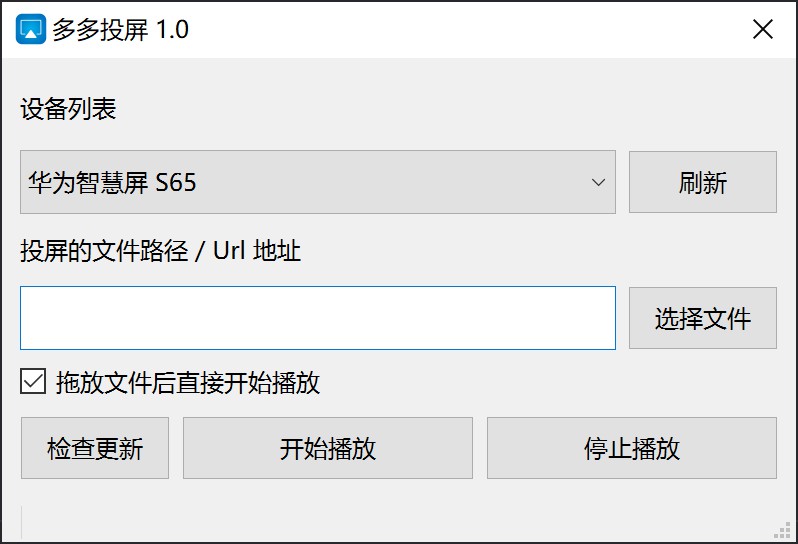 多多投屏 1.0
设备列表
华为智慧屏 S65
刷新
投屏的文件路径 / Url 地址
选择文件
拖放文件后直接开始播放
检查更新
开始播放
停止播放